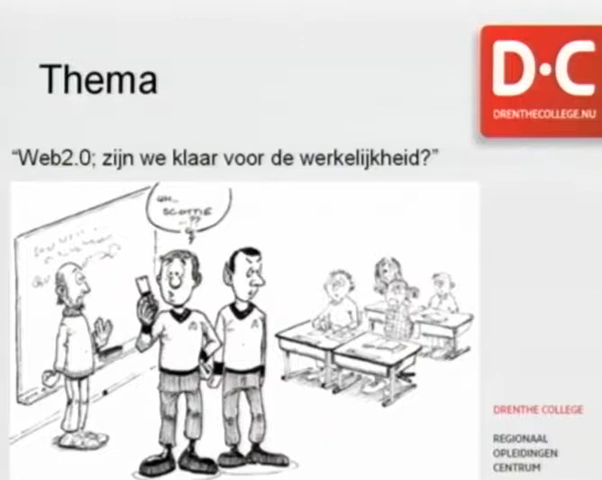 Thema
D·C
DRENTHECOLLEGE.NU
“Web2.0; zijn we klaar voor de werkelijkheid?”
UH..
SCOTTIE
..??
DRENTHE COLLEGE
REGIONAAL
OPLEIDINGEN
CENTRUM